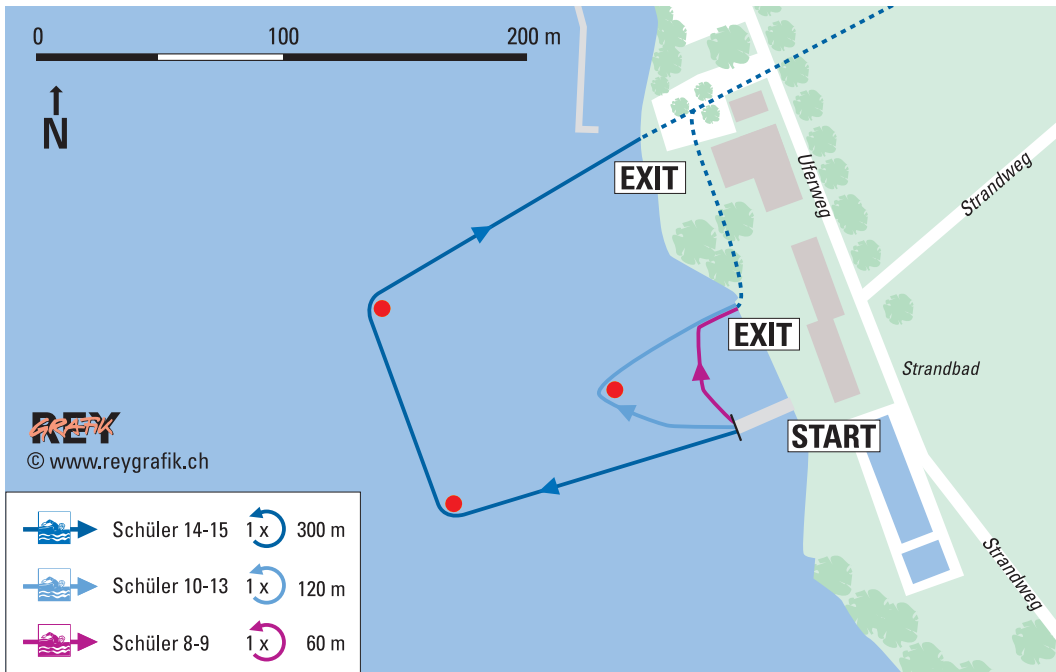 0 100 200 m
N
EXIT
Uferweg
Strandweg
EXIT
Strandbad
START
REY
GRAFIK
© www.reygrafik.ch
Strandweg
Schüler 14-15 1 x 300 m
Schüler 10-13 1 x 120 m
Schüler 8-9 1 x 60 m